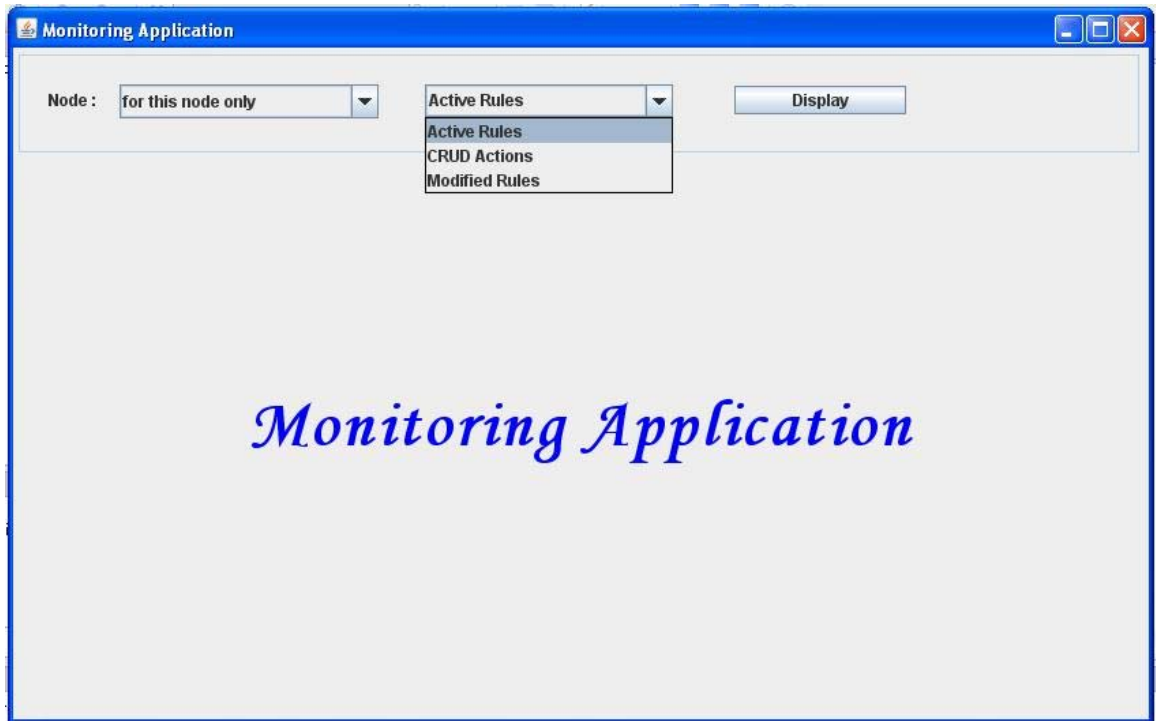 Monitoring Application
Node : for this node only Active Rules Display
Active Rules
CRUD Actions
Modified Rules
Monitoring Application